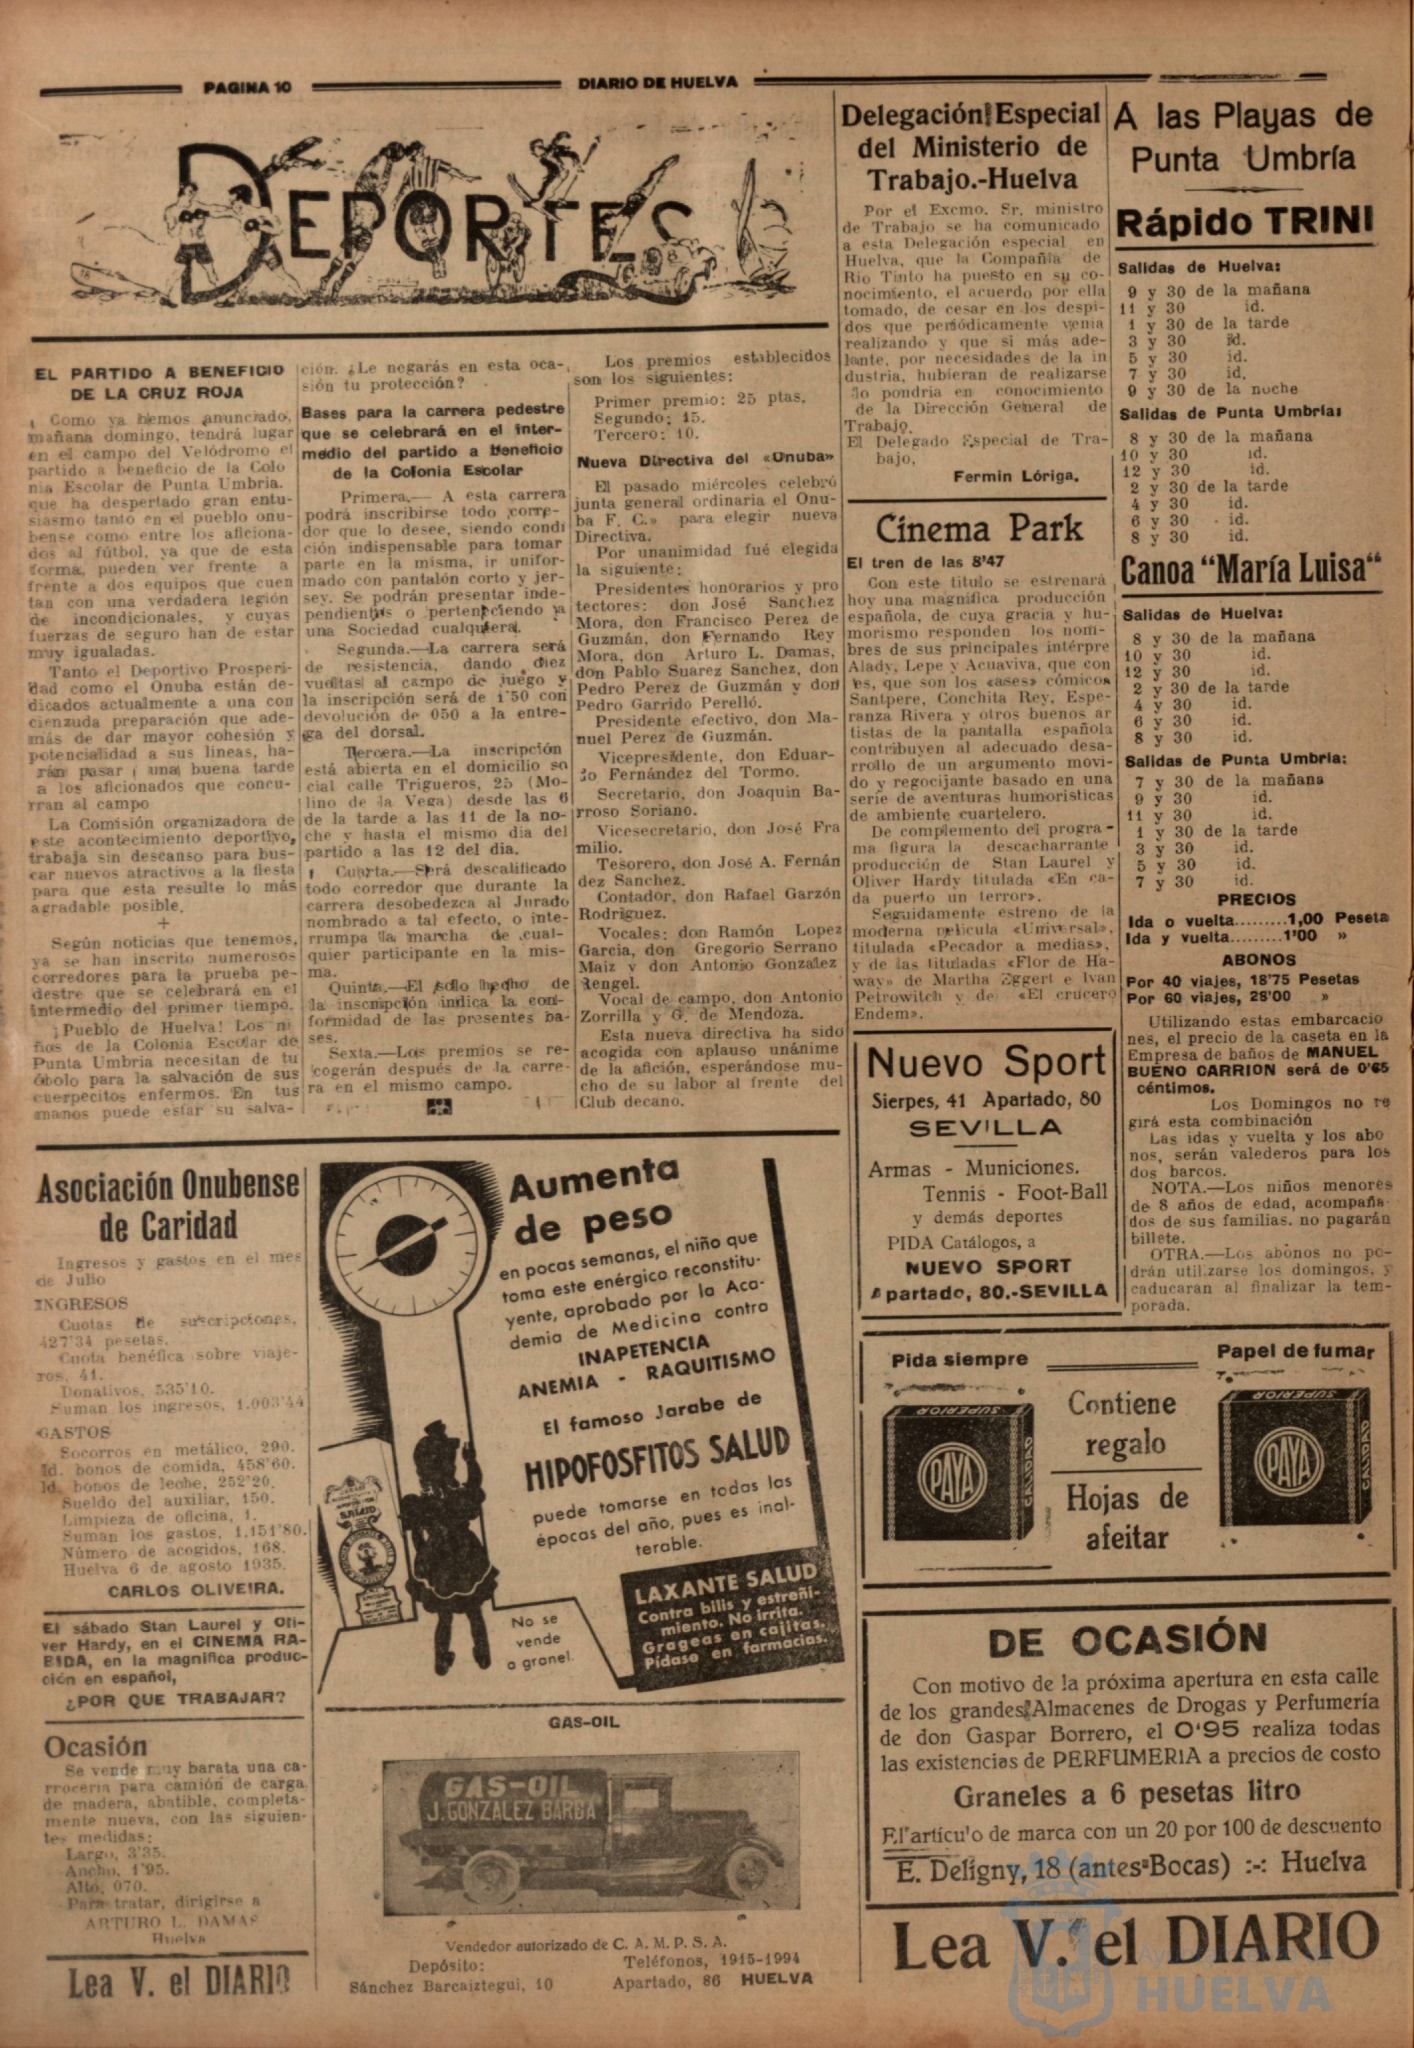 PAGINA 10
DIARIO DE HUELVA
DEPORTES
EL PARTIDO A BENEFICIO
DE LA CRUZ ROJA
Como ya hemos anunciado,
mañana domingo, tendrá lugar
en el campo del Velódromo el
partido a beneficio de la Colo
nia Escolar de Punta Umbria.
que ha despertado gran entu-
siasmo tanto en el pueblo onu-
bense como entre los aficiona-
dos al fútbol, ya que de esta
forma, pueden ver frente a
frente a dos equipos que cuen
tan con una verdadera legión
de incondicionales, y cuyas
fuerzas de seguro han de estar
muy igualadas.
Tanto el Deportivo Prosperi-
dad como el Onuba están de-
dicados actualmente a una con
cienzuda preparación que ade-
más de dar mayor cohesión y
potencialidad a sus lineas, ha-
rán pasar una buena tarde
a los aficionados que concu-
rran al campo
La Comisión organizadora de
este acontecimiento deportivo,
trabaja sin descanso para bus-
car nuevos atractivos a la fiesta
para que esta resulte lo más
agradable posible.
+
Según noticias que tenemos,
ya se han inscrito numerosos
corredores para la prueba pe-
destre que se celebrará en el
intermedio del primer tiempo.
¡Pueblo de Huelva! Los ni
ños de la Colonia Escolar de
Punta Umbria necesitan de tu
óbolo para la salvación de sus
cuerpecitos enfermos. En tus
manos puede estar su salva-
ción. ¿Le negarás en esta oca-
sión tu protección?
Bases para la carrera pedestre
que se celebrará en el inter-
medio del partido a beneficio
de la Colonia Escolar
Primera.— A esta carrera
podrá inscribirse todo corre-
dor que lo desee, siendo condi
ción indispensable para tomar
parte en la misma, ir unifor-
mado con pantalón corto y jer-
sey. Se podrán presentar inde-
pendientes o perteneciendo a
una Sociedad cualquiera.
Segunda.—La carrera será
de resistencia, dando diez
vueltas al campo de juego y
la inscripción será de 1'50 con
devolución de 050 a la entre-
ga del dorsal.
Tercera.—La inscripción
está abierta en el domicilio so
cial calle Trigueros, 25 (Mo-
lino de la Vega) desde las 6
de la tarde a las 11 de la no-
che y hasta el mismo dia del
partido a las 12 del dia.
Cuarta.—Será descalificado
todo corredor que durante la
carrera desobedezca al Jurado
nombrado a tal efecto, o inte-
rrumpa la marcha de cual-
quier participante en la mis-
ma.
Quinta.—El solo hecho de
la inscripción indica la con-
formidad de las presentes ba-
ses.
Sexta.—Los premios se re-
cogerán después de la carre-
ra en el mismo campo.
Los premios establecidos
son los siguientes:
Primer premio: 25 ptas.
Segundo: 15.
Tercero: 10.
Nueva Directiva del «Onuba»
El pasado miércoles celebró
junta general ordinaria el Onu-
ba F. C.» para elegir nueva
Directiva.
Por unanimidad fué elegida
la siguiente:
Presidentes honorarios y pro
tectores: don José Sanchez
Mora, don Francisco Perez de
Guzmán, don Fernando Rey
Mora, don Arturo L. Damas,
don Pablo Suarez Sanchez, don
Pedro Perez de Guzmán y don
Pedro Garrido Perelló.
Presidente efectivo, don Ma-
nuel Perez de Guzmán.
Vicepresidente, don Eduar-
do Fernández del Tormo.
Secretario, don Joaquin Ba-
rroso Soriano.
Vicesecretario, don José Fra
milio.
Tesorero, don José A. Fernán
dez Sanchez.
Contador, don Rafael Garzón
Rodriguez.
Vocales: don Ramón Lopez
Garcia, don Gregorio Serrano
Maiz y don Antonio Gonzalez
Rengel.
Vocal de campo, don Antonio
Zorrilla y G. de Mendoza.
Esta nueva directiva ha sido
acogida con aplauso unánime
de la afición, esperándose mu-
cho de su labor al frente del
Club decano.
Delegación Especial
del Ministerio de
Trabajo.-Huelva
Por el Excmo. Sr. ministro
de Trabajo se ha comunicado
a esta Delegación especial en
Huelva, que la Compañia de
Rio Tinto ha puesto en su co-
nocimiento, el acuerdo por ella
tomado, de cesar en los despi-
dos que periódicamente venia
realizando y que si más ade-
lante, por necesidades de la in
dustria, hubieran de realizarse
lo pondria en conocimiento
de la Dirección General de
Trabajo.
El Delegado Especial de Tra-
bajo,
Fermin Lóriga.
Cinema Park
El tren de las 8'47
Con este titulo se estrenará
hoy una magnifica producción
española, de cuya gracia y hu-
morismo responden los nom-
bres de sus principales intérpre
Alady, Lepe y Acuaviva, que con
tes, que son los «ases» cómicos
Santpere, Conchita Rey, Espe-
ranza Rivera y otros buenos ar
tistas de la pantalla española
contribuyen al adecuado desa-
rrollo de un argumento movi-
do y regocijante basado en una
serie de aventuras humoristicas
de ambiente cuartelero.
De complemento del progra-
ma figura la descacharrante
producción de Stan Laurel y
Oliver Hardy titulada «En ca-
da puerto un terror».
Seguidamente estreno de la
moderna pelicula «Universal»,
titulada «Pecador a medias»,
y de las tituladas «Flor de Ha-
way» de Martha Eggert e Ivan
Petrowitch y de «El crucero
Endem».
Nuevo Sport
Sierpes, 41 Apartado, 80
SEVILLA
Armas - Municiones.
Tennis - Foot-Ball
y demás deportes
PIDA Catálogos, a
NUEVO SPORT
Apartado, 80.-SEVILLA
A las Playas de
Punta Umbría
Rápido TRINI
Salidas de Huelva:
9 y 30 de la mañana
11 y 30 id.
1 y 30 de la tarde
3 y 30 id.
5 y 30 id.
7 y 30 id.
9 y 30 de la noche
Salidas de Punta Umbría:
8 y 30 de la mañana
10 y 30 id.
12 y 30 id.
2 y 30 de la tarde
4 y 30 id.
6 y 30 id.
8 y 30 id.
Canoa "María Luisa"
Salidas de Huelva:
8 y 30 de la mañana
10 y 30 id.
12 y 30 id.
2 y 30 de la tarde
4 y 30 id.
6 y 30 id.
8 y 30 id.
Salidas de Punta Umbria:
7 y 30 de la mañana
9 y 30 id.
11 y 30 id.
1 y 30 de la tarde
3 y 30 id.
5 y 30 id.
7 y 30 id.
PRECIOS
Ida o vuelta.........1,00 Peseta
Ida y vuelta.........1'00 »
ABONOS
Por 40 viajes, 18'75 Pesetas
Por 60 viajes, 25'00 »
Utilizando estas embarcacio
nes, el precio de la caseta en la
Empresa de baños de MANUEL
BUENO CARRION será de 0'65
céntimos.
Los Domingos no re
girá esta combinación
Las idas y vuelta y los abo
nos, serán valederos para los
dos barcos.
NOTA.—Los niños menores
de 8 años de edad, acompaña-
dos de sus familias. no pagarán
billete.
OTRA.—Los abonos no po-
drán utilizarse los domingos, y
caducaran al finalizar la tem-
porada.
Asociación Onubense
de Caridad
Ingresos y gastos en el mes
de Julio
INGRESOS
Cuotas de suscripciones,
427'34 pesetas.
Cuota benéfica sobre viaje-
ros, 41.
Donativos, 535'10.
Suman los ingresos, 1.003'44
GASTOS
Socorros en metálico, 290.
Id. bonos de comida, 458'60.
Id. bonos de leche, 252'20.
Sueldo del auxiliar, 150.
Limpieza de oficina, 1.
Suman los gastos, 1.151'80.
Número de acogidos, 168.
Huelva 6 de agosto 1935.
CARLOS OLIVEIRA.
El sábado Stan Laurel y Oli-
ver Hardy, en el CINEMA RA-
BIDA, en la magnifica produc-
ción en español,
¿POR QUE TRABAJAR?
Ocasión
Se vende muy barata una ca-
rroceria para camión de carga
de madera, abatible, completa-
mente nueva, con las siguien-
tes medidas:
Largo, 3'35.
Ancho, 1'95.
Alto, 070.
Para tratar, dirigirse a
ARTURO L. DAMAS
Huelva
Lea V. el DIARIO
Aumenta
de peso
en pocas semanas, el niño que
toma este enérgico reconstitu-
yente, aprobado por la Aca-
demia de Medicina contra
INAPETENCIA
ANEMIA - RAQUITISMO
El famoso Jarabe de
HIPOFOSFITOS SALUD
puede tomarse en todas las
épocas del año, pues es inal-
terable.
SALUD
No se
vende
a granel.
LAXANTE SALUD
Contra bilis y estreñi-
miento. No irrita.
Grageas en cajitas.
Pídase en farmacias.
GAS-OIL
GAS-OIL
J. GONZALEZ BARBA
Vendedor autorizado de C. A. M. P. S. A.
Depósito: Teléfonos, 1915-1994
Sánchez Barcaiztegui, 10 Apartado, 86 HUELVA
Pida siempre
Papel de fumar
SUPERIOR
PAYA
CALIDAD
Contiene
regalo
Hojas de
afeitar
SUPERIOR
PAYA
CALIDAD
DE OCASIÓN
Con motivo de la próxima apertura en esta calle
de los grandes Almacenes de Drogas y Perfumería
de don Gaspar Borrero, el 0'95 realiza todas
las existencias de PERFUMERIA a precios de costo
Graneles a 6 pesetas litro
El artículo de marca con un 20 por 100 de descuento
E. Deligny, 18 (antes Bocas) :-: Huelva
Lea V. el DIARIO
HUELVA